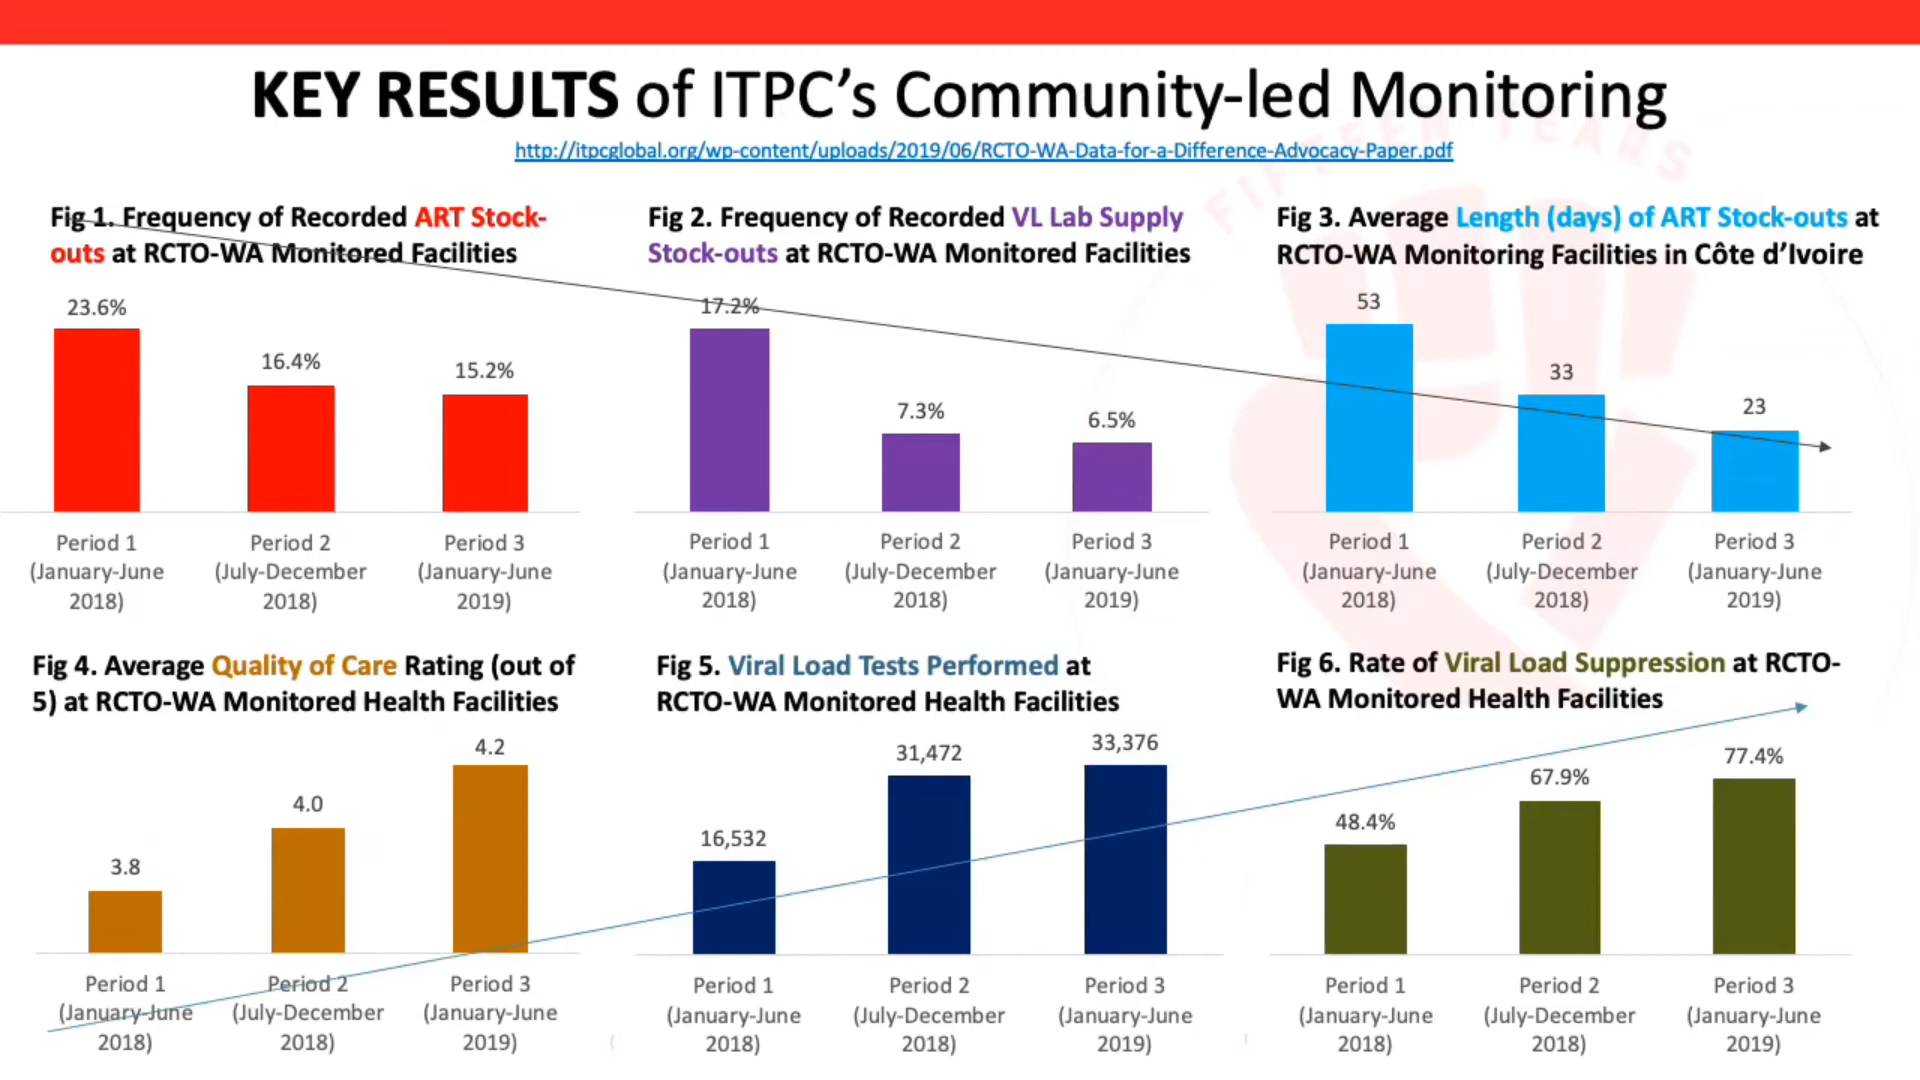 KEY RESULTS of ITPC's Community-led Monitoring
http://itpcglobal.org/wp-content/uploads/2019/06/RCTO-WA-Data-for-a-Difference-Advocacy-Paper.pdf
FIFTEEN YEARS
Fig 1. Frequency of Recorded ART Stock-
outs at RCTO-WA Monitored Facilities
23.6%
16.4%
15.2%
Period 1
(January-June
2018)
Period 2
(July-December
2018)
Period 3
(January-June
2019)
Fig 2. Frequency of Recorded VL Lab Supply
Stock-outs at RCTO-WA Monitored Facilities
17.2%
7.3%
6.5%
Period 1
(January-June
2018)
Period 2
(July-December
2018)
Period 3
(January-June
2019)
Fig 3. Average Length (days) of ART Stock-outs at
RCTO-WA Monitoring Facilities in Côte d'Ivoire
53
33
23
Period 1
(January-June
2018)
Period 2
(July-December
2018)
Period 3
(January-June
2019)
Fig 4. Average Quality of Care Rating (out of
5) at RCTO-WA Monitored Health Facilities
3.8
4.0
4.2
Period 1
(January-June
2018)
Period 2
(July-December
2018)
Period 3
(January-June
2019)
Fig 5. Viral Load Tests Performed at
RCTO-WA Monitored Health Facilities
16,532
31,472
33,376
Period 1
(January-June
2018)
Period 2
(July-December
2018)
Period 3
(January-June
2019)
Fig 6. Rate of Viral Load Suppression at RCTO-
WA Monitored Health Facilities
48.4%
67.9%
77.4%
Period 1
(January-June
2018)
Period 2
(July-December
2018)
Period 3
(January-June
2019)